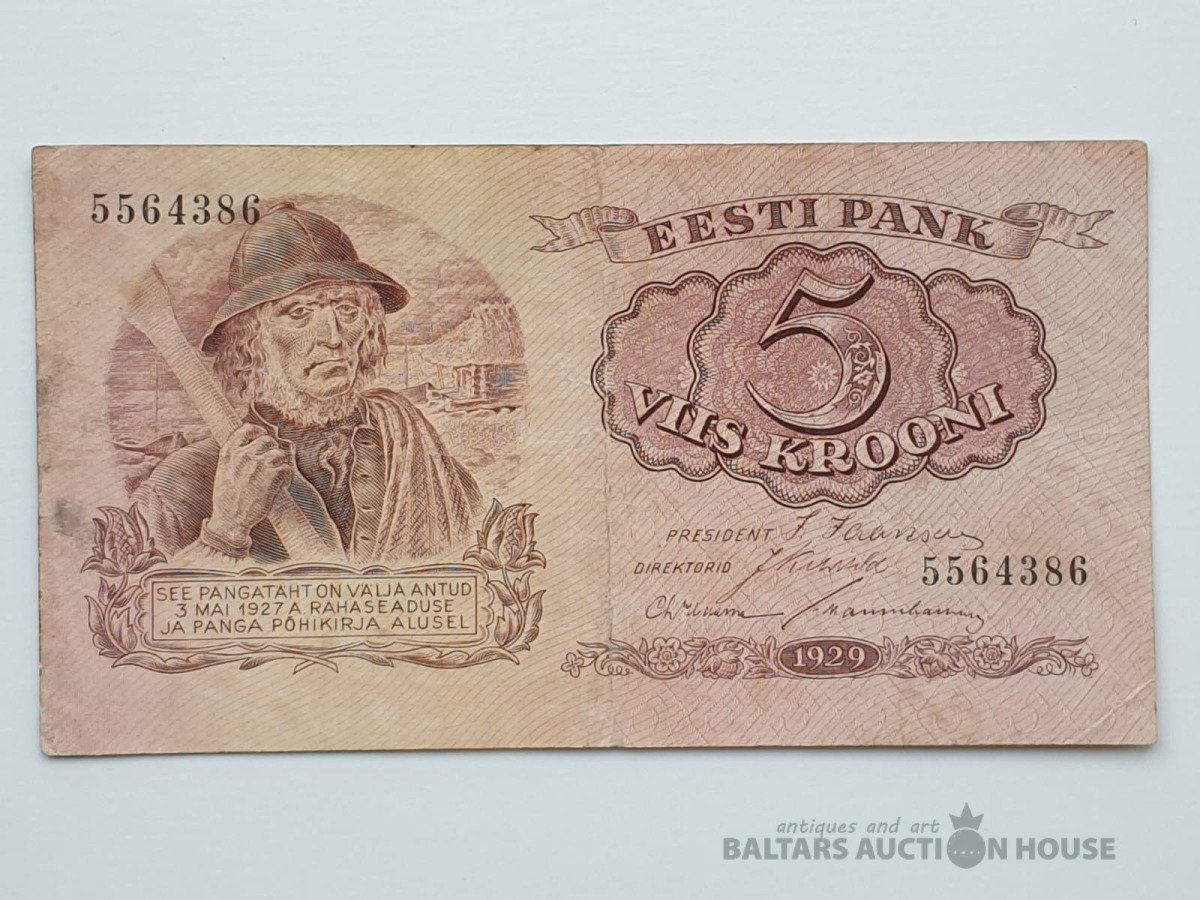 5564386
EESTI PANK
5
VIIS KROONI
PRESIDENT
DIREKTORID
5564386
SEE PANGATÄHT ON VÄLJA ANTUD
3 MAI 1927 A. RAHASEADUSE
JA PANGA PÕHIKIRJA ALUSEL
1929
antiques and art
BALTARS AUCTION HOUSE